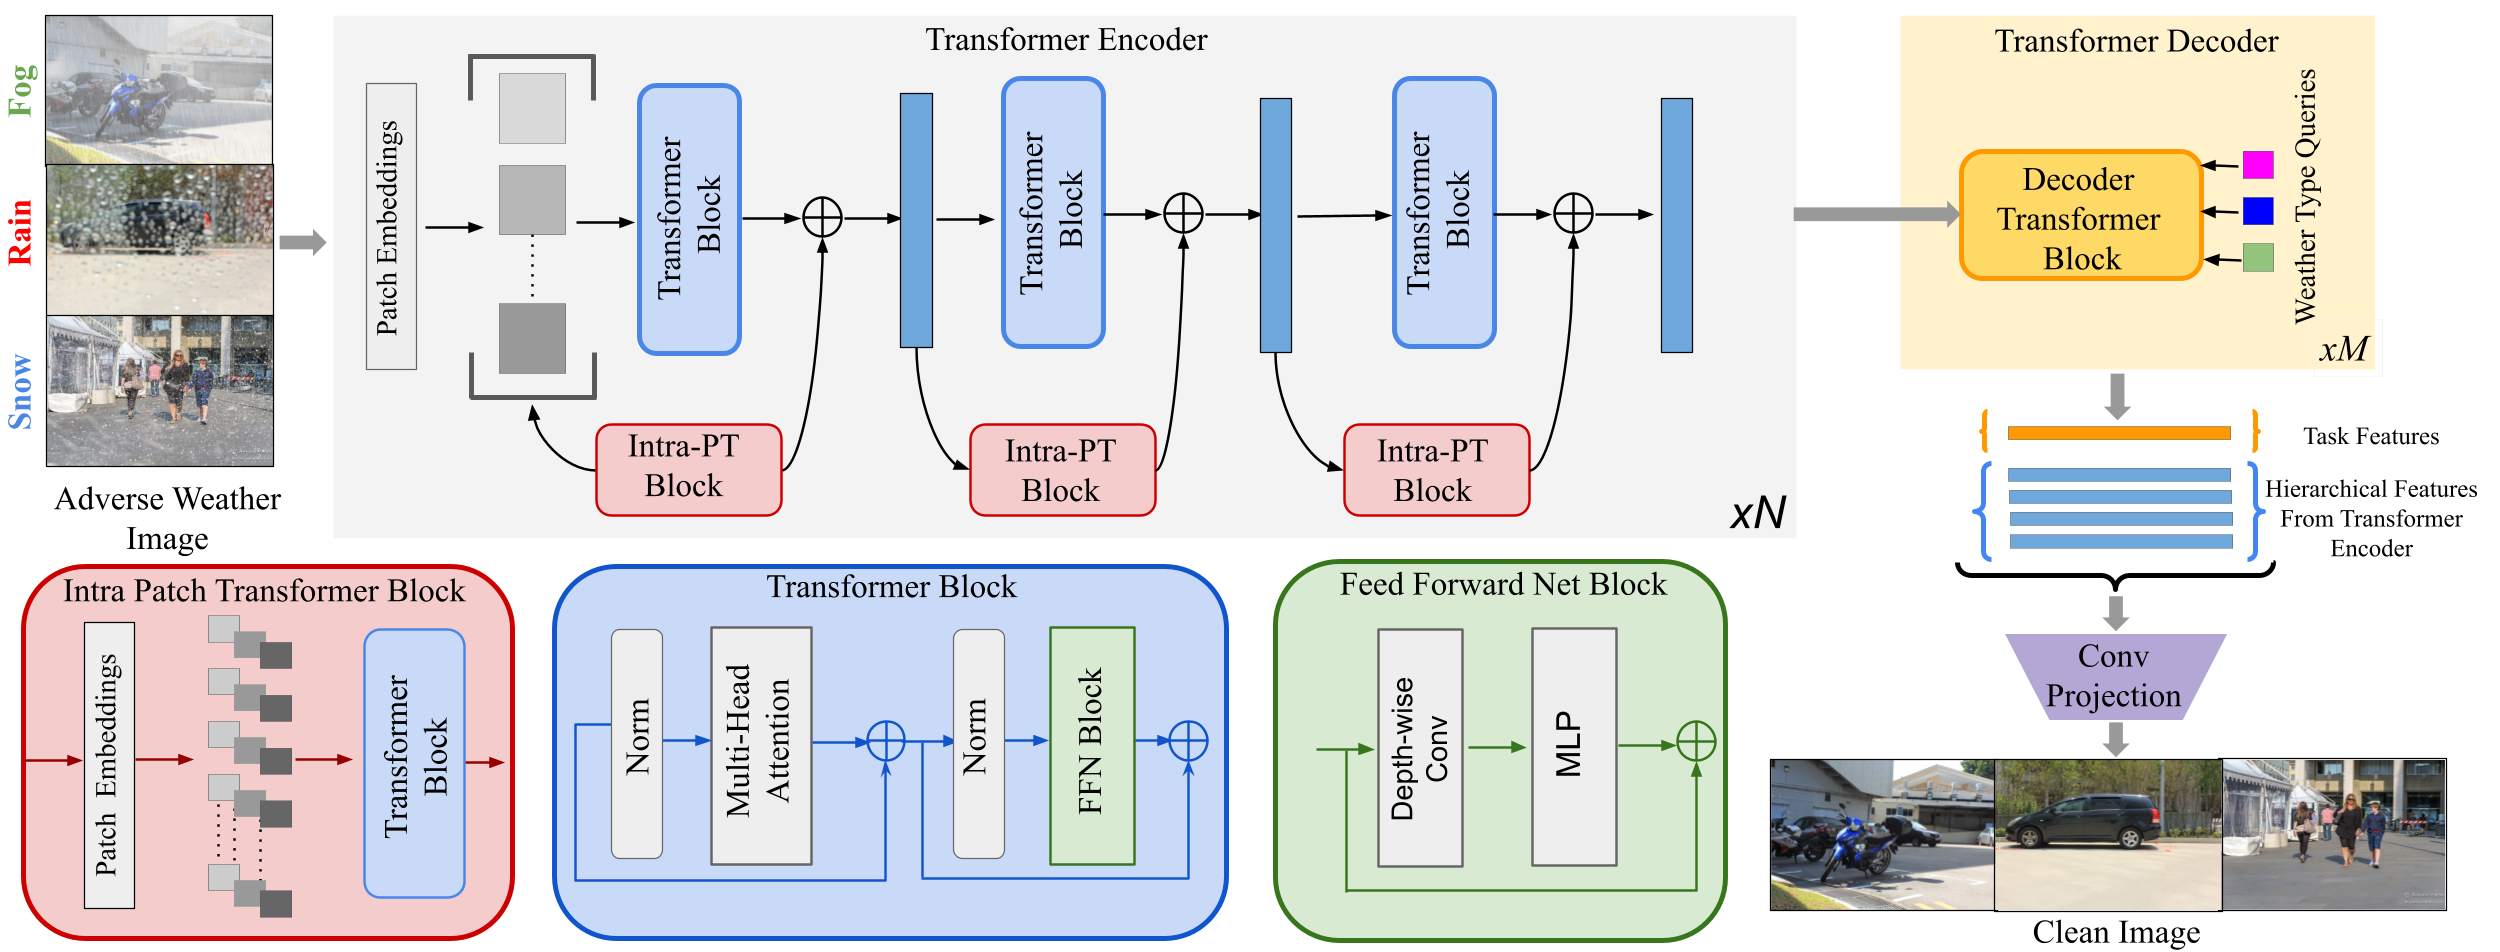 Fog
Rain
Snow
Adverse Weather
Image
Transformer Encoder
Patch Embeddings
Transformer
Block
Transformer
Block
Transformer
Block
Intra-PT
Block
Intra-PT
Block
Intra-PT
Block
xN
Transformer Decoder
Decoder
Transformer
Block
Weather Type Queries
xM
Task Features
Hierarchical Features
From Transformer
Encoder
Conv
Projection
Clean Image
Intra Patch Transformer Block
Patch Embeddings
Transformer
Block
Transformer Block
Norm
Multi-Head
Attention
Norm
FFN Block
Feed Forward Net Block
Depth-wise
Conv
MLP